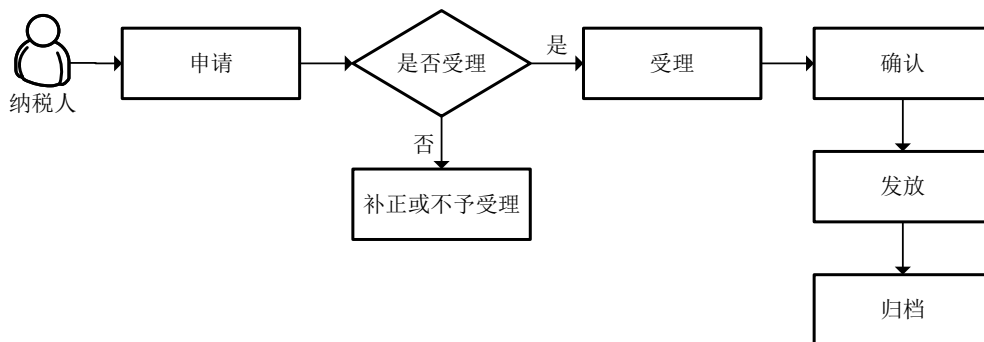 纳税人
申请
是否受理
是
受理
确认
否
补正或不予受理
发放
归档